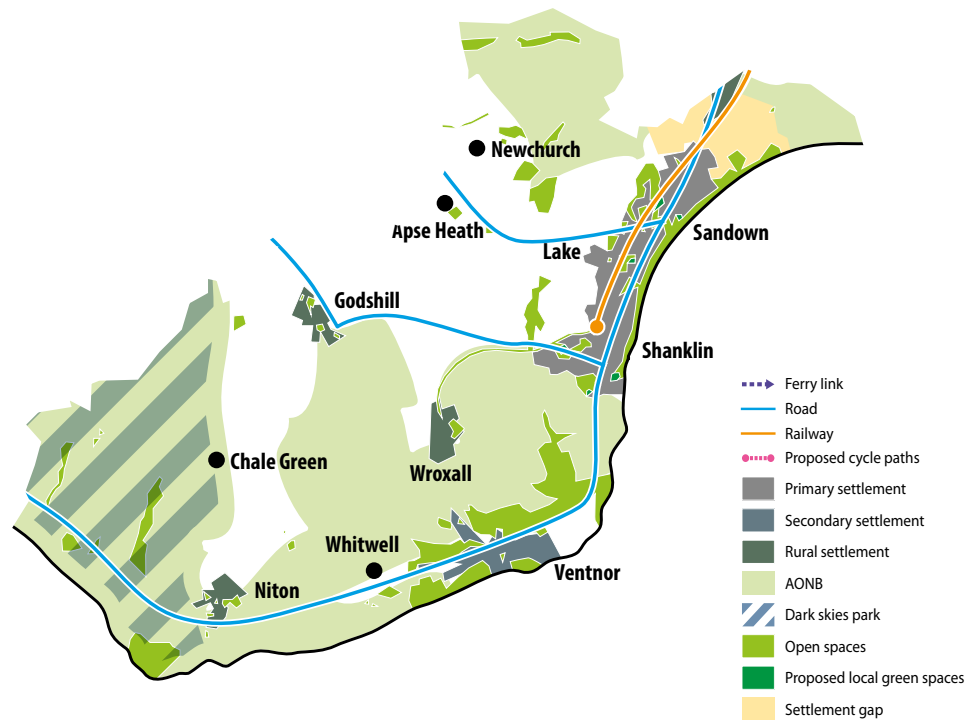 Newchurch
Apse Heath
Lake
Sandown
Godshill
Shanklin
Chale Green
Wroxall
Whitwell
Niton
Ventnor
Ferry link
Road
Railway
Proposed cycle paths
Primary settlement
Secondary settlement
Rural settlement
AONB
Dark skies park
Open spaces
Proposed local green spaces
Settlement gap